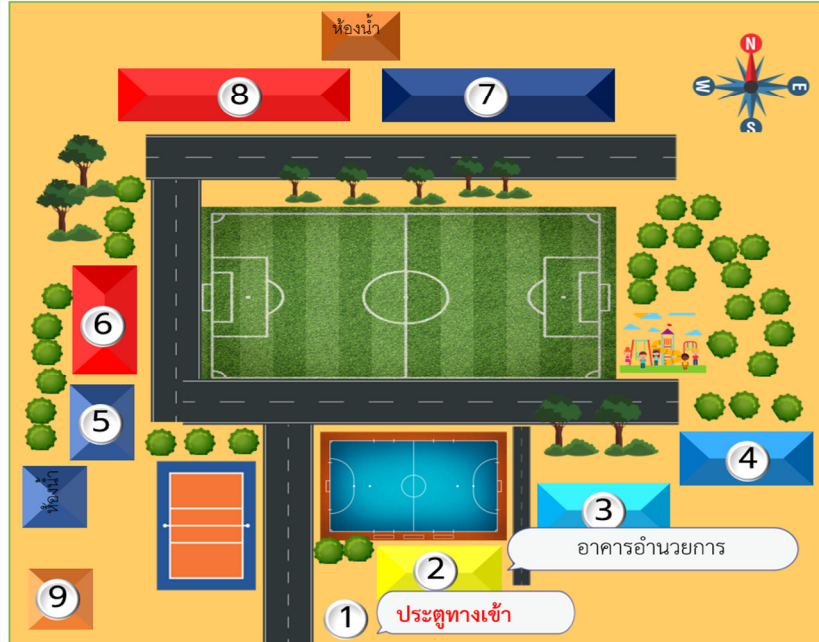 ห้องน้ำ
N
8
7
W
E
S
6
5
4
ห้องน้ำ
3
อาคารอำนวยการ
2
9
1
ประตูทางเข้า